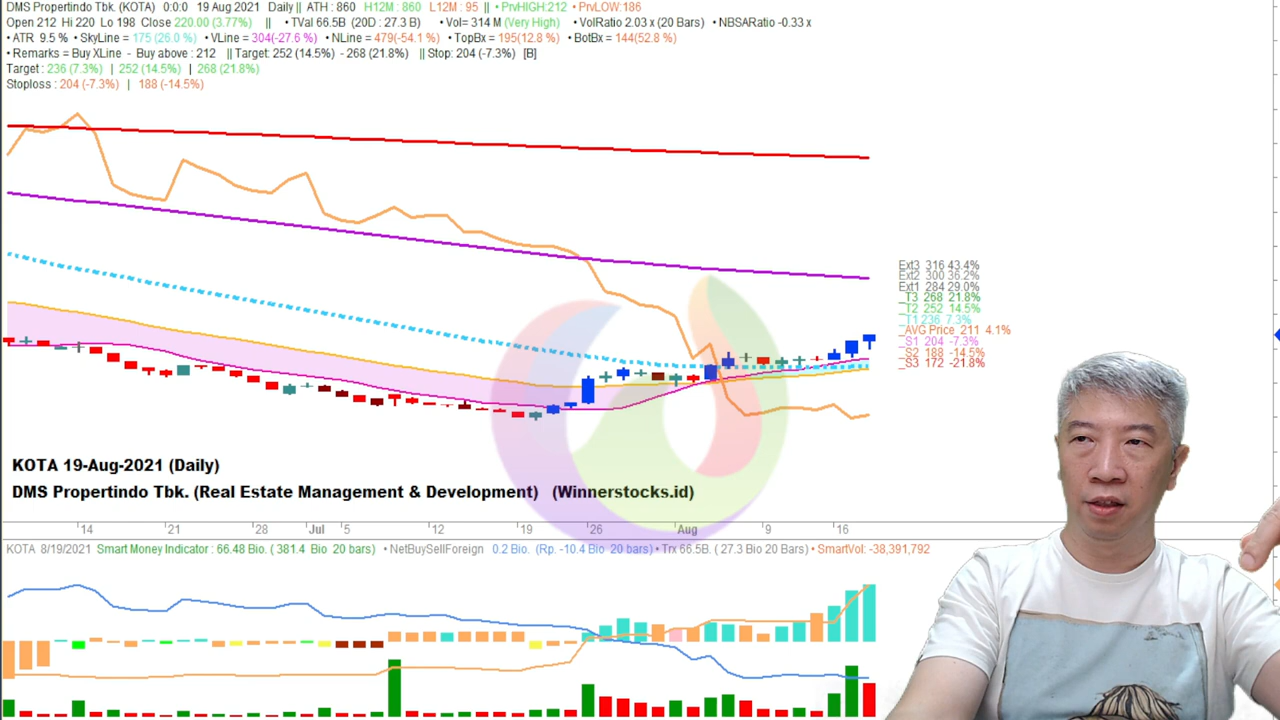 DMS Propertindo Tbk. (KOTA) 0:0:0 19 Aug 2021 Daily || ATH : 860 H12M : 860 L12M : 95 || • PrvHIGH:212 • PrvLOW:186
Open 212 Hi 220 Lo 198 Close 220.00 (3.77%) || • TVal 66.5B (20D : 27.3 B) • Vol= 314 M (Very High) • VolRatio 2.03 x (20 Bars) • NBSARatio -0.33 x
• ATR 9.5 % • SkyLine = 175 (26.0 %) • VLine = 304(-27.6 %) • NLine = 479(-54.1 %) • TopBx = 195(12.8 %) • BotBx = 144(52.8 %)
• Remarks = Buy XLine - Buy above : 212 || Target: 252 (14.5%) - 268 (21.8%) || Stop: 204 (-7.3%) [B]
Target : 236 (7.3%) | 252 (14.5%) | 268 (21.8%)
Stoploss : 204 (-7.3%) | 188 (-14.5%)
Ext3 316 43.4%
Ext2 300 36.2%
Ext1 284 29.0%
_T3 268 21.8%
_T2 252 14.5%
_T1 236 7.3%
_AVG Price 211 4.1%
_S1 204 -7.3%
_S2 188 -14.5%
_S3 172 -21.8%
KOTA 19-Aug-2021 (Daily)
DMS Propertindo Tbk. (Real Estate Management & Development) (Winnerstocks.id)
14 21 28 Jul 5 12 19 26 Aug 9 16
KOTA 8/19/2021 Smart Money Indicator : 66.48 Bio. ( 381.4 Bio 20 bars) • NetBuySellForeign 0.2 Bio. (Rp. -10.4 Bio 20 bars) • Trx 66.5B. ( 27.3 Bio 20 Bars) • SmartVol: -38,391,792